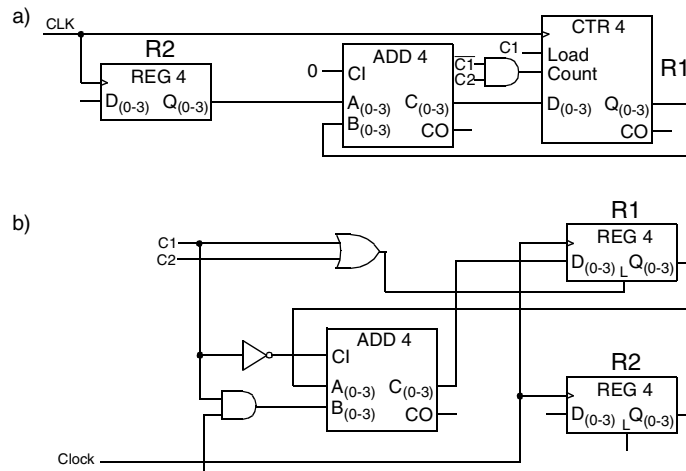 a)
CLK
R2
REG 4
D(0-3) Q(0-3)
0
ADD 4
CI
A(0-3) C(0-3)
B(0-3)
CO
C1
C2
C1
CTR 4
Load
Count
D(0-3) Q(0-3)
CO
R1
b)
C1
C2
R1
REG 4
D(0-3) L Q(0-3)
ADD 4
CI
A(0-3) C(0-3)
B(0-3)
CO
R2
REG 4
D(0-3) L Q(0-3)
Clock